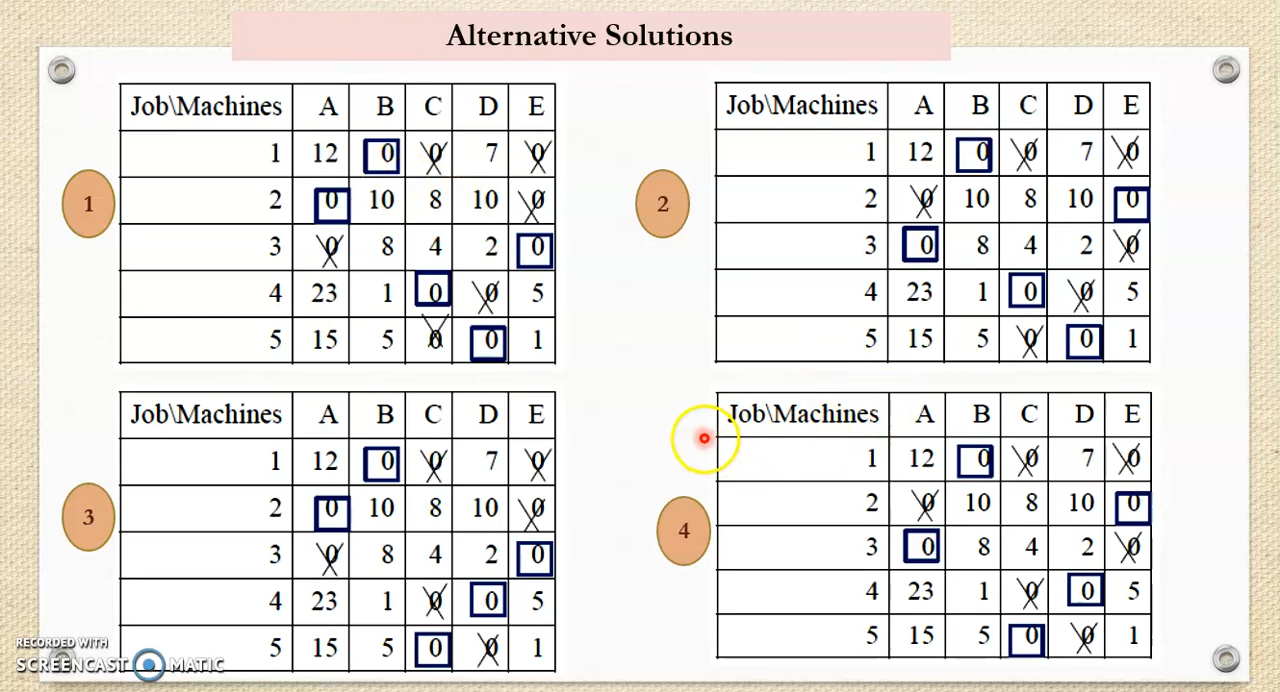 Alternative Solutions
1
Job\Machines A B C D E
1 12 0 0 7 0
2 0 10 8 10 0
3 0 8 4 2 0
4 23 1 0 0 5
5 15 5 0 0 1
2
Job\Machines A B C D E
1 12 0 0 7 0
2 0 10 8 10 0
3 0 8 4 2 0
4 23 1 0 0 5
5 15 5 0 0 1
3
Job\Machines A B C D E
1 12 0 0 7 0
2 0 10 8 10 0
3 0 8 4 2 0
4 23 1 0 0 5
5 15 5 0 0 1
4
Job\Machines A B C D E
1 12 0 0 7 0
2 0 10 8 10 0
3 0 8 4 2 0
4 23 1 0 0 5
5 15 5 0 0 1
RECORDED WITH
SCREENCAST MATIC